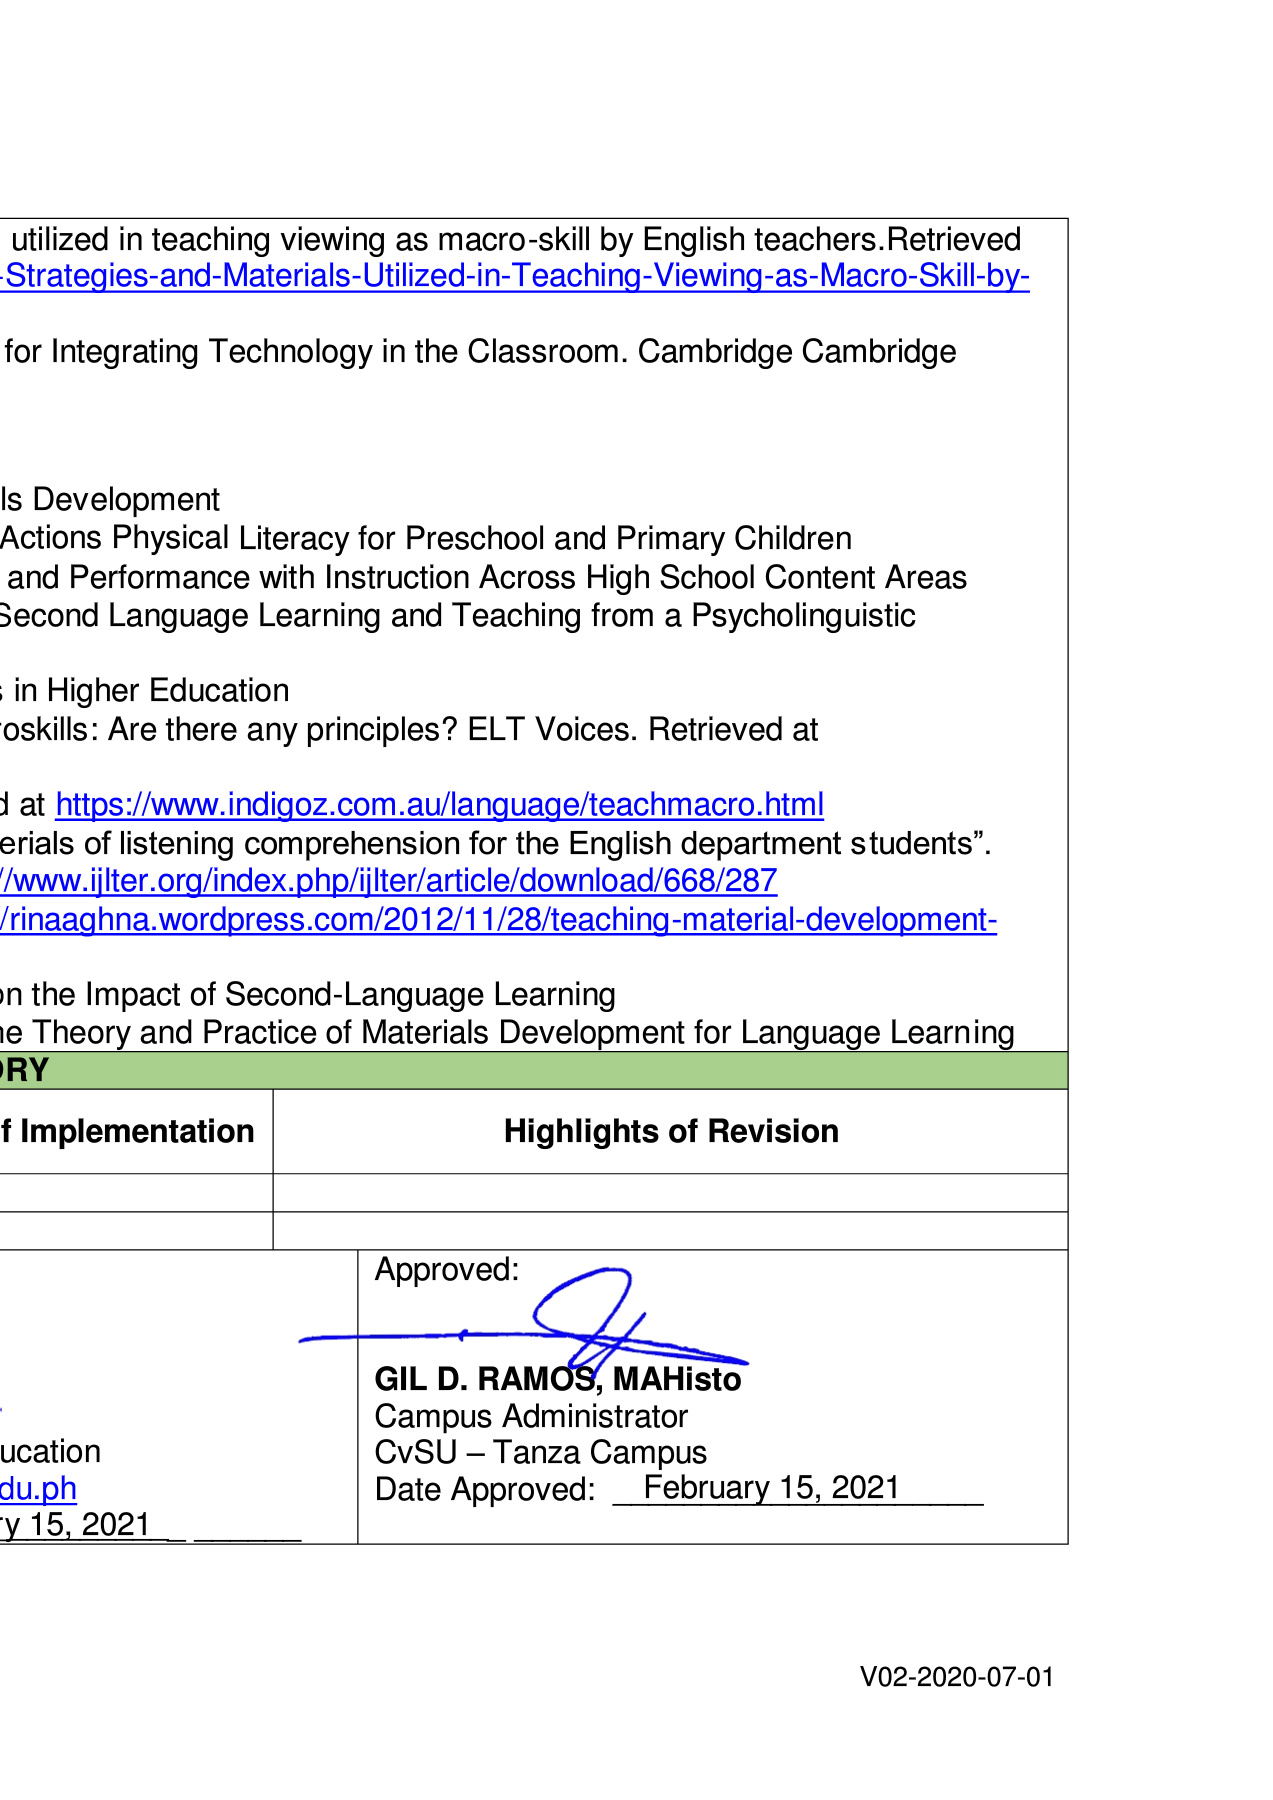 utilized in teaching viewing as macro-skill by English teachers.Retrieved
-Strategies-and-Materials-Utilized-in-Teaching-Viewing-as-Macro-Skill-by-
for Integrating Technology in the Classroom. Cambridge Cambridge
ls Development
Actions Physical Literacy for Preschool and Primary Children
and Performance with Instruction Across High School Content Areas
Second Language Learning and Teaching from a Psycholinguistic
s in Higher Education
roskills: Are there any principles? ELT Voices. Retrieved at
d at https://www.indigoz.com.au/language/teachmacro.html
erials of listening comprehension for the English department students”.
//www.ijlter.org/index.php/ijlter/article/download/668/287
//rinaaghna.wordpress.com/2012/11/28/teaching-material-development-
on the Impact of Second-Language Learning
he Theory and Practice of Materials Development for Language Learning
ORY
f Implementation
Highlights of Revision
ucation
du.ph
ry 15, 2021_ ______
Approved:
GIL D. RAMOS, MAHisto
Campus Administrator
CvSU – Tanza Campus
Date Approved: February 15, 2021
V02-2020-07-01